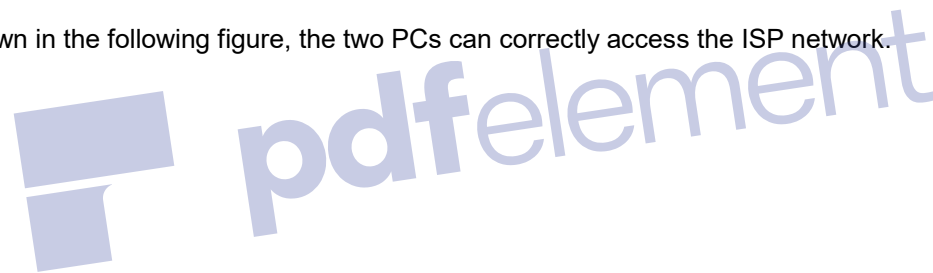 wn in the following figure, the two PCs can correctly access the ISP network.
pdfelement